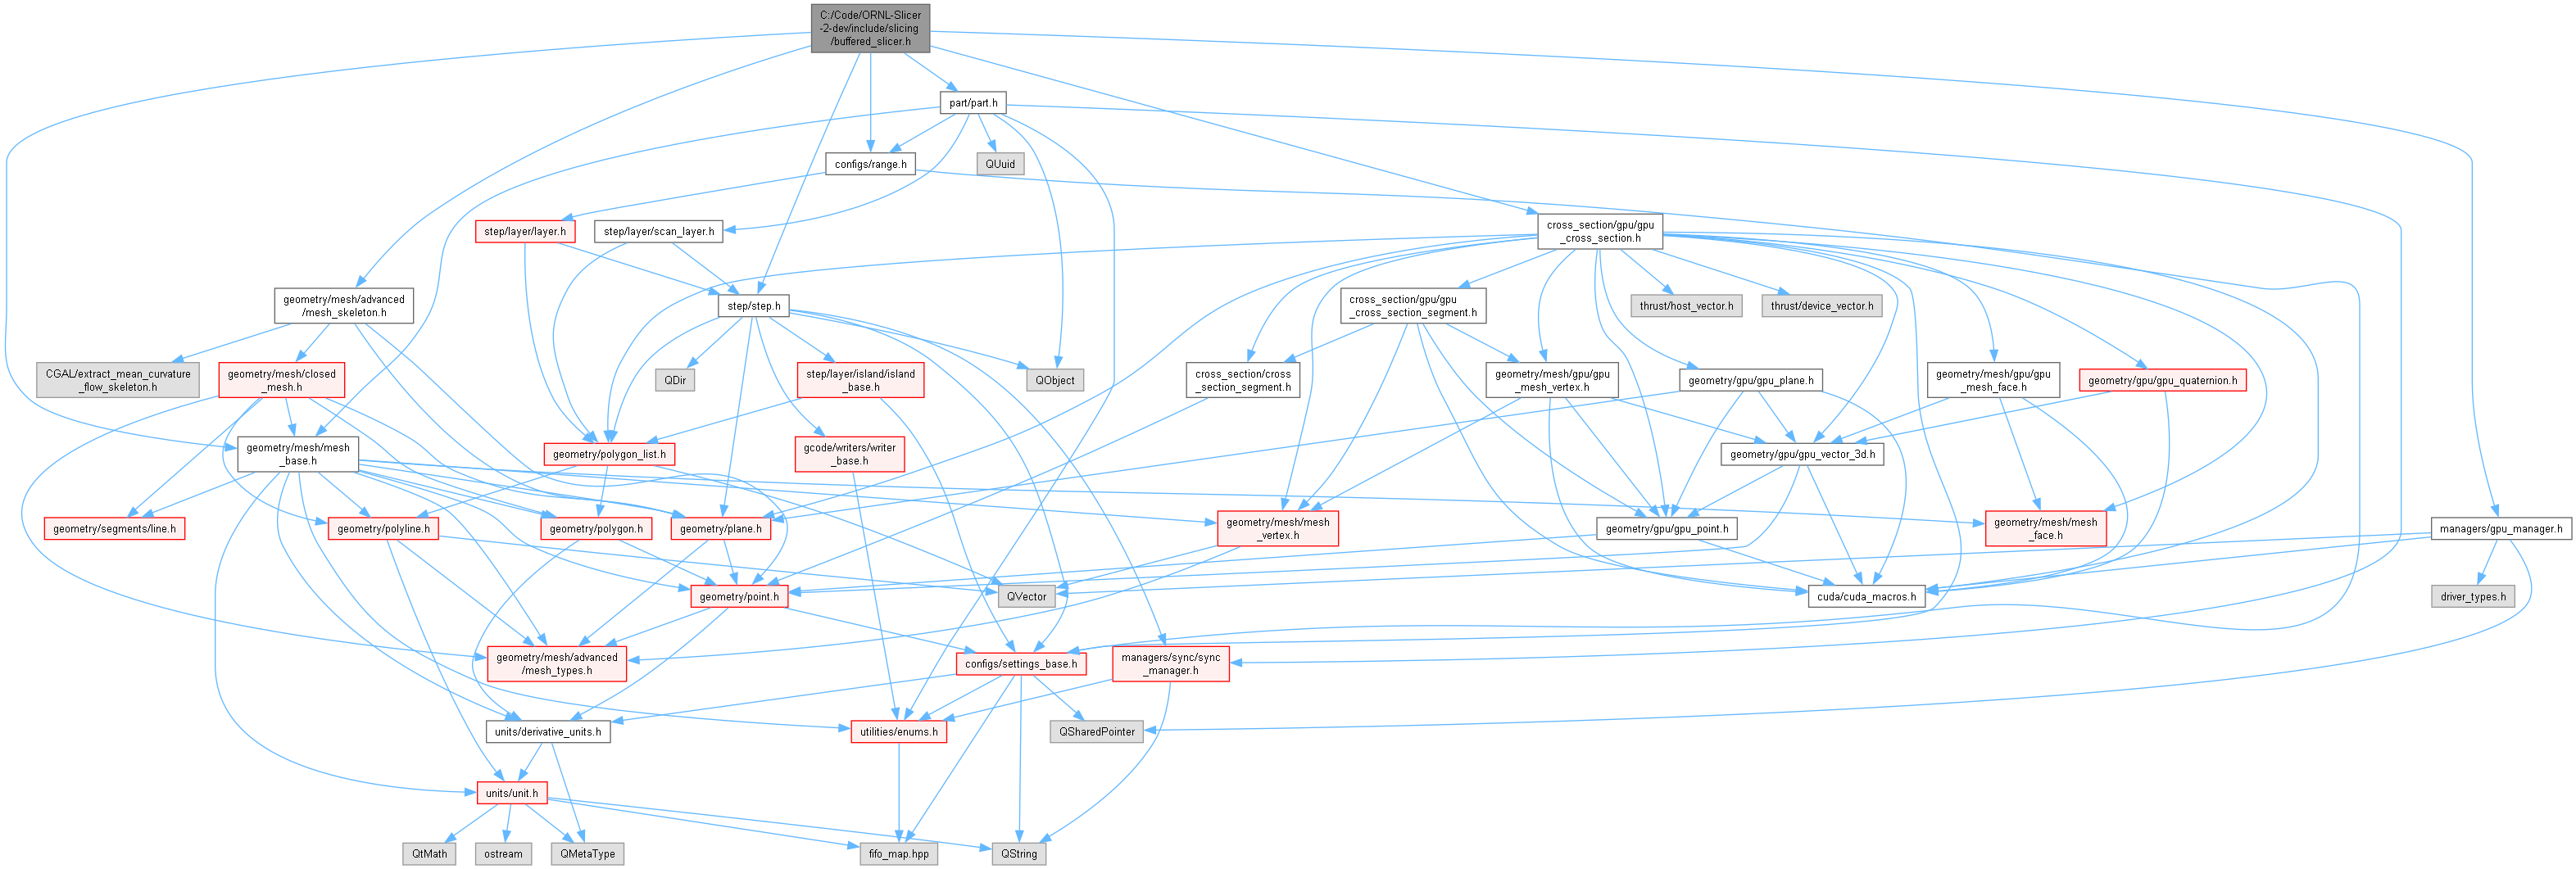 C:/Code/ORNL-Slicer
-2-dev/include/slicing
/buffered_slicer.h
part/part.h
configs/range.h
QUuid
step/layer/layer.h
step/layer/scan_layer.h
cross_section/gpu/gpu
_cross_section.h
geometry/mesh/advanced
/mesh_skeleton.h
step/step.h
cross_section/gpu/gpu
_cross_section_segment.h
thrust/host_vector.h
thrust/device_vector.h
CGAL/extract_mean_curvature
_flow_skeleton.h
geometry/mesh/closed
_mesh.h
QDir
step/layer/island/island
_base.h
QObject
cross_section/cross
_section_segment.h
geometry/mesh/gpu/gpu
_mesh_vertex.h
geometry/gpu/gpu_plane.h
geometry/mesh/gpu/gpu
_mesh_face.h
geometry/gpu/gpu_quaternion.h
geometry/mesh/mesh
_base.h
geometry/polygon_list.h
gcode/writers/writer
_base.h
geometry/gpu/gpu_vector_3d.h
geometry/segments/line.h
geometry/polyline.h
geometry/polygon.h
geometry/plane.h
geometry/mesh/mesh
_vertex.h
geometry/gpu/gpu_point.h
geometry/mesh/mesh
_face.h
managers/gpu_manager.h
geometry/point.h
QVector
cuda/cuda_macros.h
driver_types.h
geometry/mesh/advanced
/mesh_types.h
configs/settings_base.h
managers/sync/sync
_manager.h
units/derivative_units.h
utilities/enums.h
QSharedPointer
units/unit.h
QtMath
ostream
QMetaType
fifo_map.hpp
QString